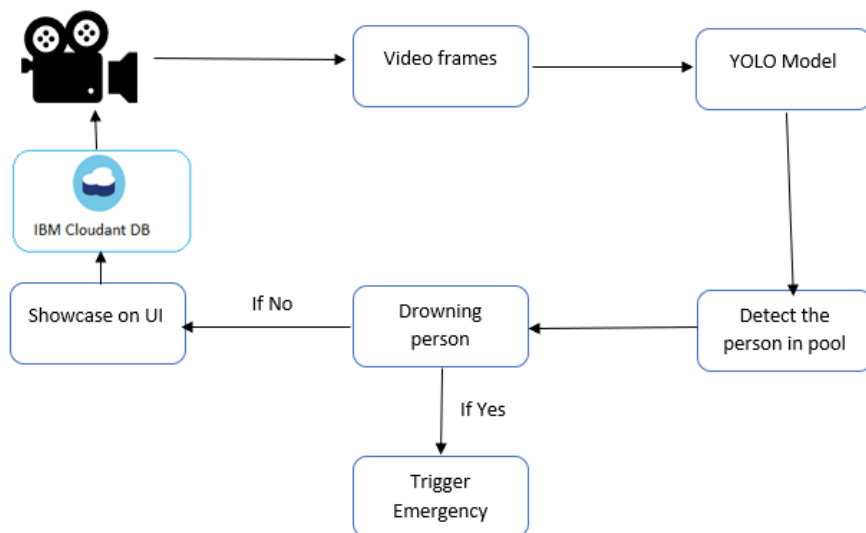 Video frames
YOLO Model
IBM Cloudant DB
Showcase on UI
If No
Drowning
person
Detect the
person in pool
If Yes
Trigger
Emergency